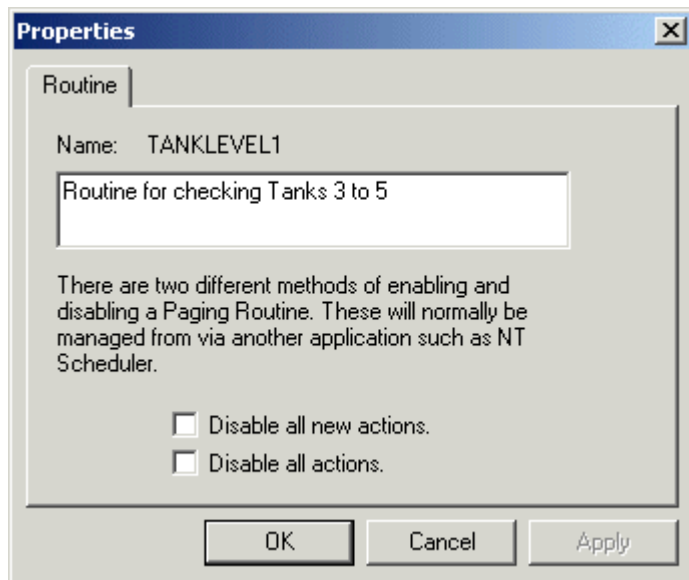 Properties
Routine
Name: TANKLEVEL1
Routine for checking Tanks 3 to 5
There are two different methods of enabling and
disabling a Paging Routine. These will normally be
managed from via another application such as NT
Scheduler.
Disable all new actions.
Disable all actions.
OK Cancel Apply